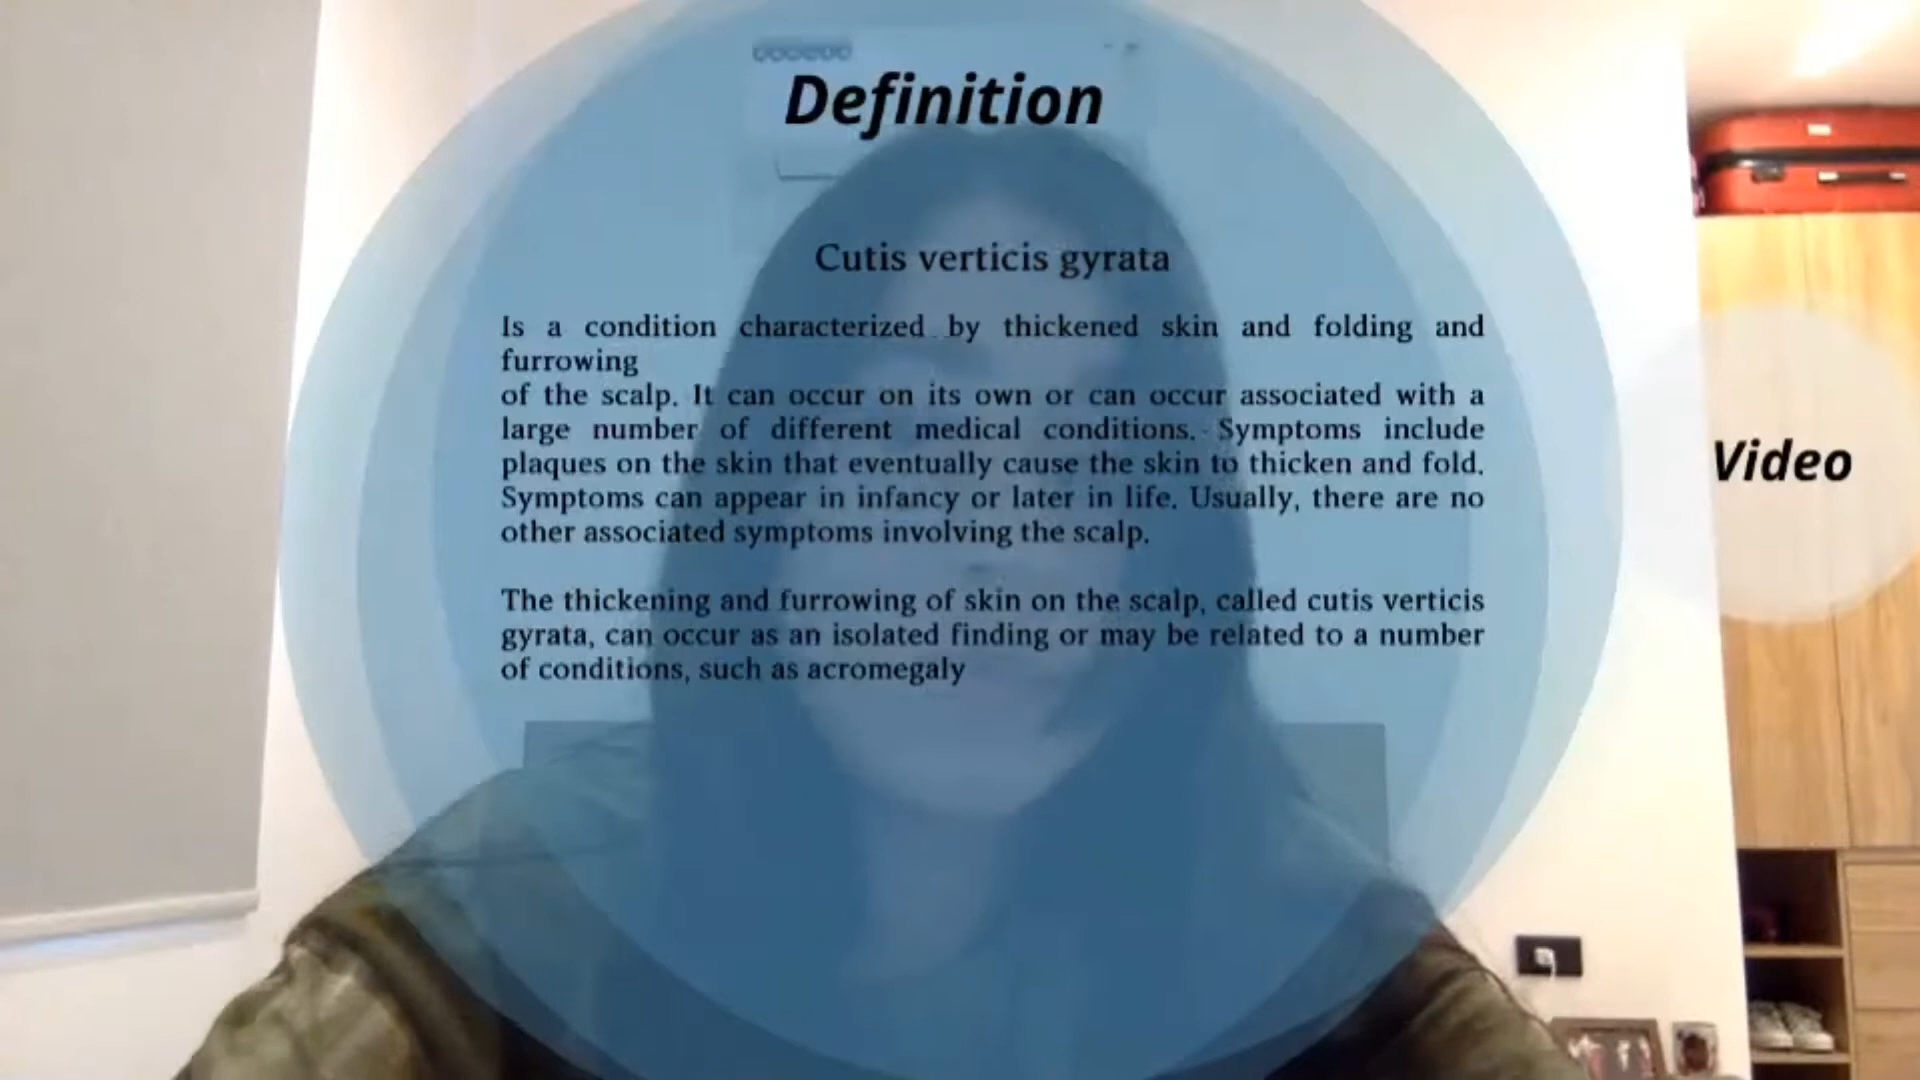 Definition
Cutis verticis gyrata
Is a condition characterized by thickened skin and folding and
furrowing
of the scalp. It can occur on its own or can occur associated with a
large number of different medical conditions. Symptoms include
plaques on the skin that eventually cause the skin to thicken and fold.
Symptoms can appear in infancy or later in life. Usually, there are no
other associated symptoms involving the scalp.
The thickening and furrowing of skin on the scalp, called cutis verticis
gyrata, can occur as an isolated finding or may be related to a number
of conditions, such as acromegaly
Video